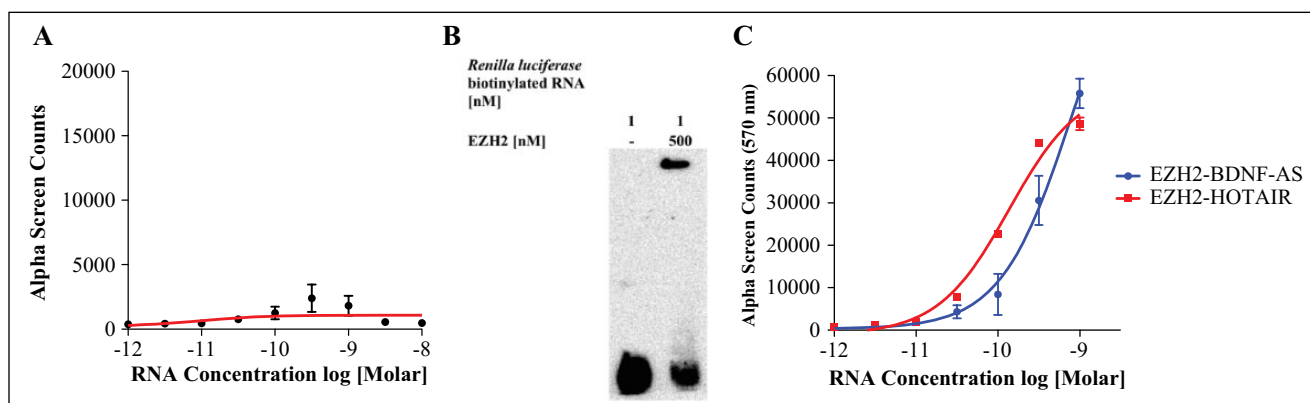 A
20000
15000
10000
5000
0
Alpha Screen Counts
-12 -11 -10 -9 -8
RNA Concentration log [Molar]
B
Renilla luciferase
biotinylated RNA
[nM]
1 1
EZH2 [nM] - 500
C
60000
50000
40000
30000
20000
10000
0
Alpha Screen Counts (570 nm)
-12 -11 -10 -9
RNA Concentration log [Molar]
EZH2-BDNF-AS
EZH2-HOTAIR